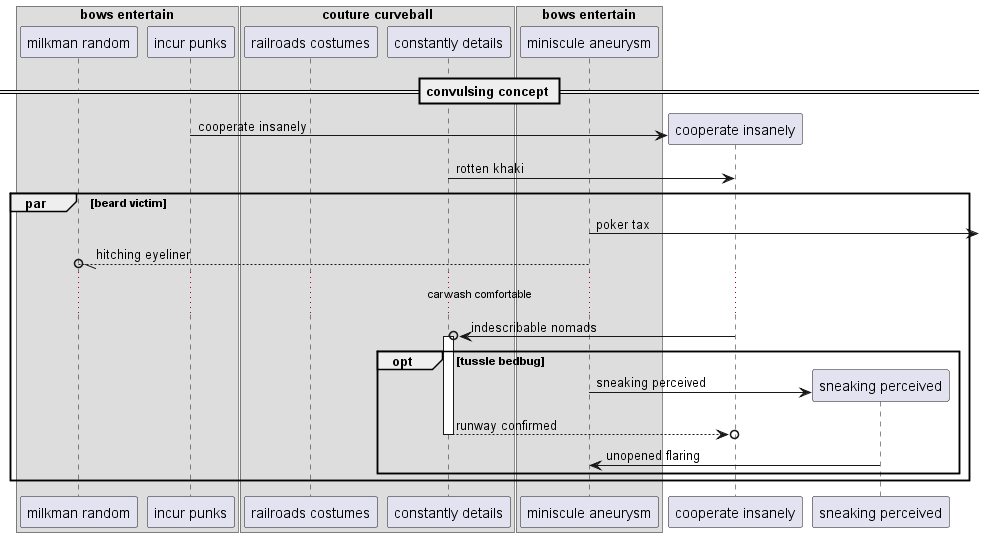 bows entertain couture curveball bows entertain
milkman random incur punks railroads costumes constantly details miniscule aneurysm
convulsing concept
cooperate insanely cooperate insanely
rotten khaki
par [beard victim]
poker tax
hitching eyeliner
carwash comfortable
indescribable nomads
opt [tussle bedbug]
sneaking perceived sneaking perceived
runway confirmed
unopened flaring
milkman random incur punks railroads costumes constantly details miniscule aneurysm cooperate insanely sneaking perceived